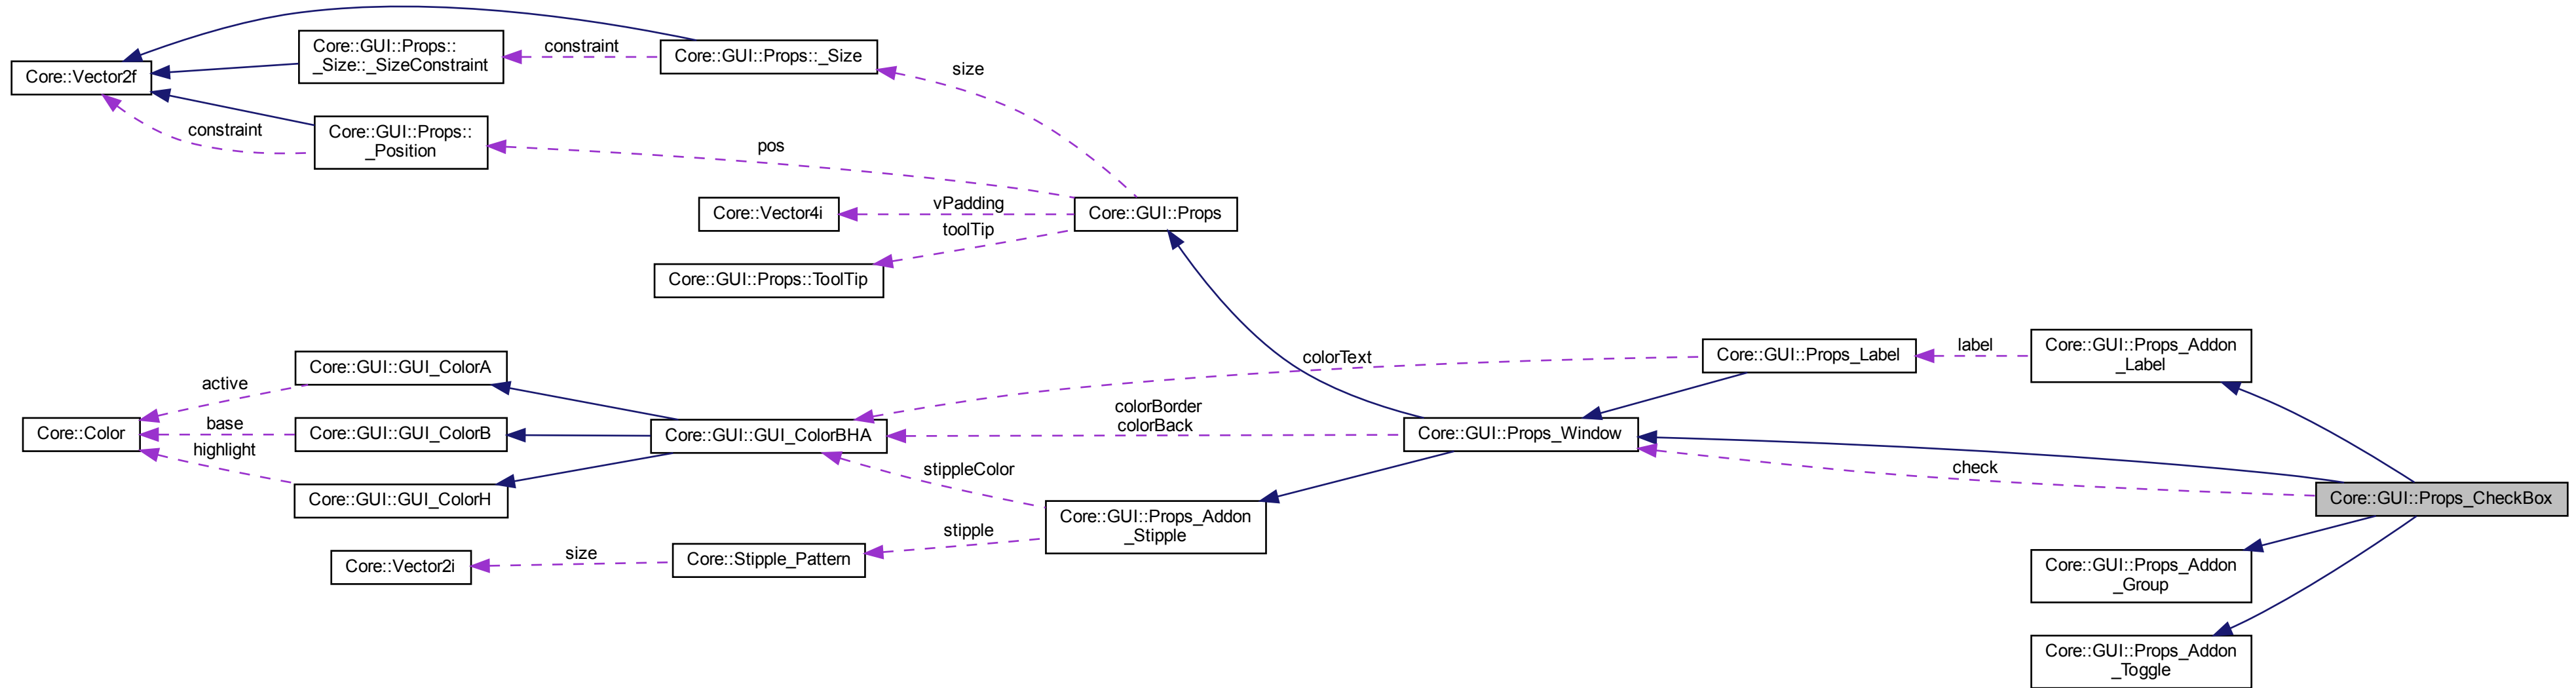 Core::Vector2f
Core::GUI::Props::
_Size::_SizeConstraint
constraint
Core::GUI::Props::_Size
size
constraint
Core::GUI::Props::
_Position
pos
Core::Vector4i
vPadding
toolTip
Core::GUI::Props
Core::GUI::Props::ToolTip
Core::GUI::GUI_ColorA
active
Core::Color
base
highlight
Core::GUI::GUI_ColorB
Core::GUI::GUI_ColorH
Core::GUI::GUI_ColorBHA
colorText
colorBorder
colorBack
stippleColor
stipple
Core::Vector2i
size
Core::Stipple_Pattern
Core::GUI::Props_Addon
_Stipple
Core::GUI::Props_Window
Core::GUI::Props_Label
label
Core::GUI::Props_Addon
_Label
check
Core::GUI::Props_CheckBox
Core::GUI::Props_Addon
_Group
Core::GUI::Props_Addon
_Toggle